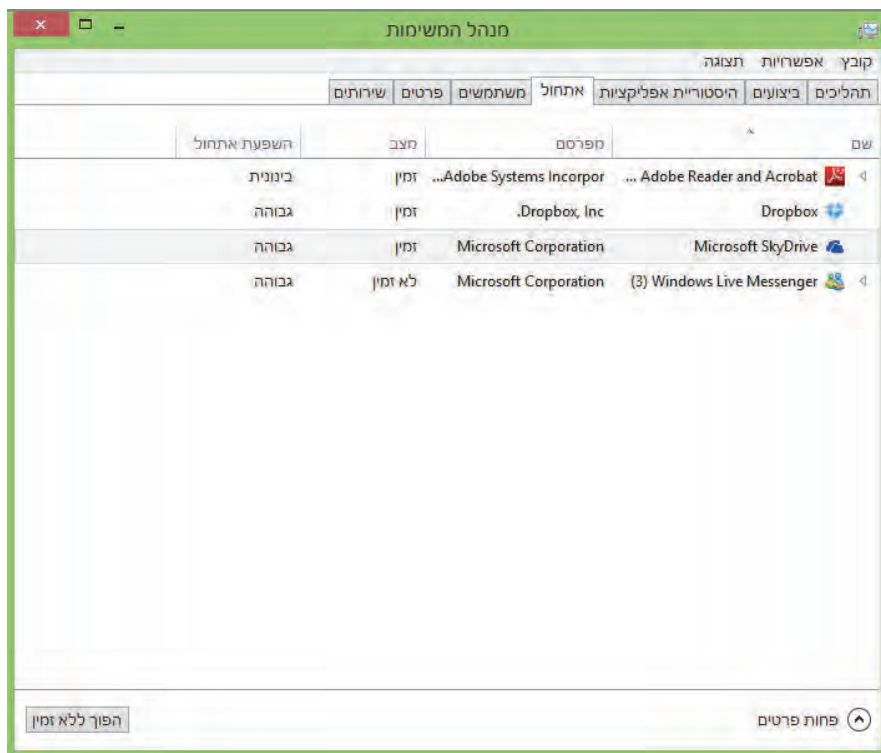 מנהל המשימות
קובץ אפשרויות תצוגה
תהליכים ביצועים היסטוריית אפליקציות אתחול משתמשים פרטים שירותים
שם מפרסם מצב השפעת אתחול
Adobe Reader and Acrobat ... Adobe Systems Incorpor... זמין בינונית
Dropbox Dropbox, Inc. זמין גבוהה
Microsoft SkyDrive Microsoft Corporation זמין גבוהה
Windows Live Messenger (3) Microsoft Corporation לא זמין גבוהה
פחות פרטים הפוך ללא זמין